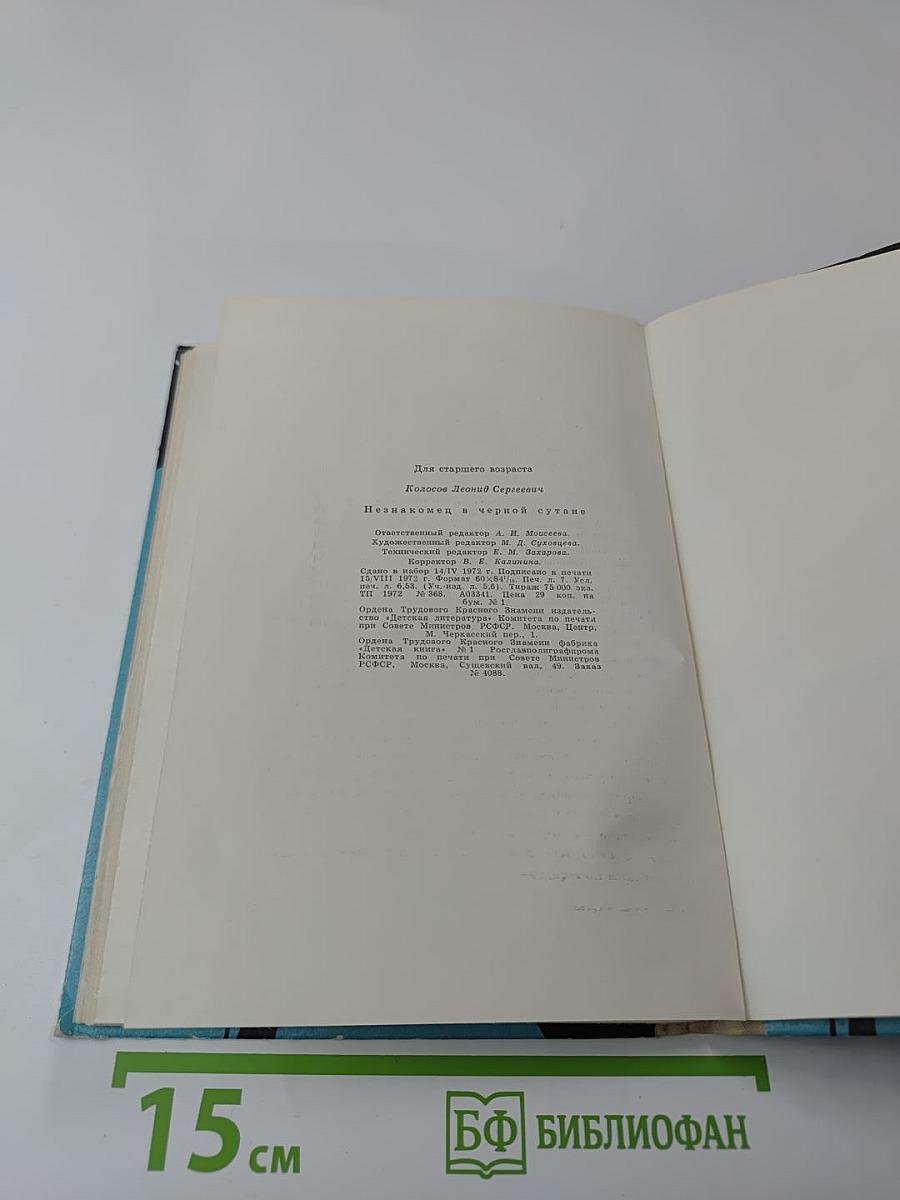 Для старшего возраста
Колосов Леонид Сергеевич
Незнакомец в черной сутане
Ответственный редактор А. И. Моисеева.
Художественный редактор М. Д. Суховцева.
Технический редактор Е. М. Захарова.
Корректор В. Е. Калинина.
Сдано в набор 14/IV 1972 г. Подписано к печати
15/VIII 1972 г. Формат 60×84¹/₁₆. Печ. л. 7. Усл.
печ. л. 6,53. (Уч.-изд. л. 5,6). Тираж 75 000 экз.
ТП 1972 № 368. А03341. Цена 29 коп. на
бум. № 1.
Ордена Трудового Красного Знамени издатель-
ство «Детская литература» Комитета по печати
при Совете Министров РСФСР. Москва, Центр,
М. Черкасский пер., 1.
Ордена Трудового Красного Знамени фабрика
«Детская книга» № 1 Росглавполиграфпрома
Комитета по печати при Совете Министров
РСФСР. Москва, Сущевский вал, 49. Заказ
№ 4088.
15 см
БФ БИБЛИОФАН